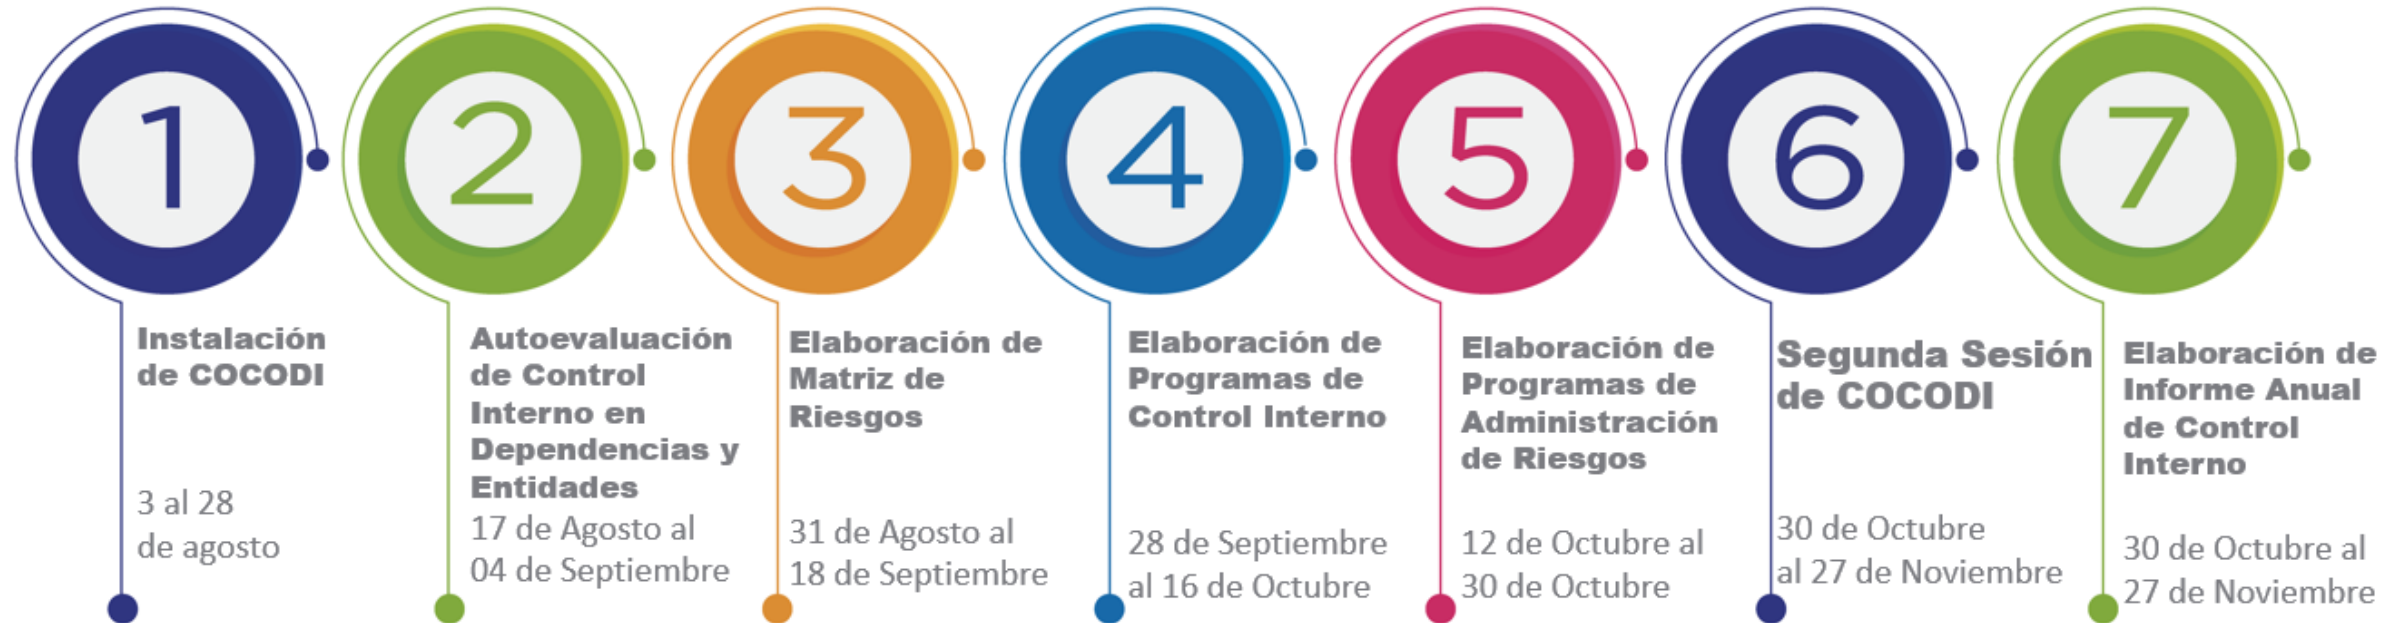 1
Instalación
de COCODI
3 al 28
de agosto
2
Autoevaluación
de Control
Interno en
Dependencias y
Entidades
17 de Agosto al
04 de Septiembre
3
Elaboración de
Matriz de
Riesgos
31 de Agosto al
18 de Septiembre
4
Elaboración de
Programas de
Control Interno
28 de Septiembre
al 16 de Octubre
5
Elaboración de
Programas de
Administración
de Riesgos
12 de Octubre al
30 de Octubre
6
Segunda Sesión
de COCODI
30 de Octubre
al 27 de Noviembre
7
Elaboración de
Informe Anual
de Control
Interno
30 de Octubre al
27 de Noviembre